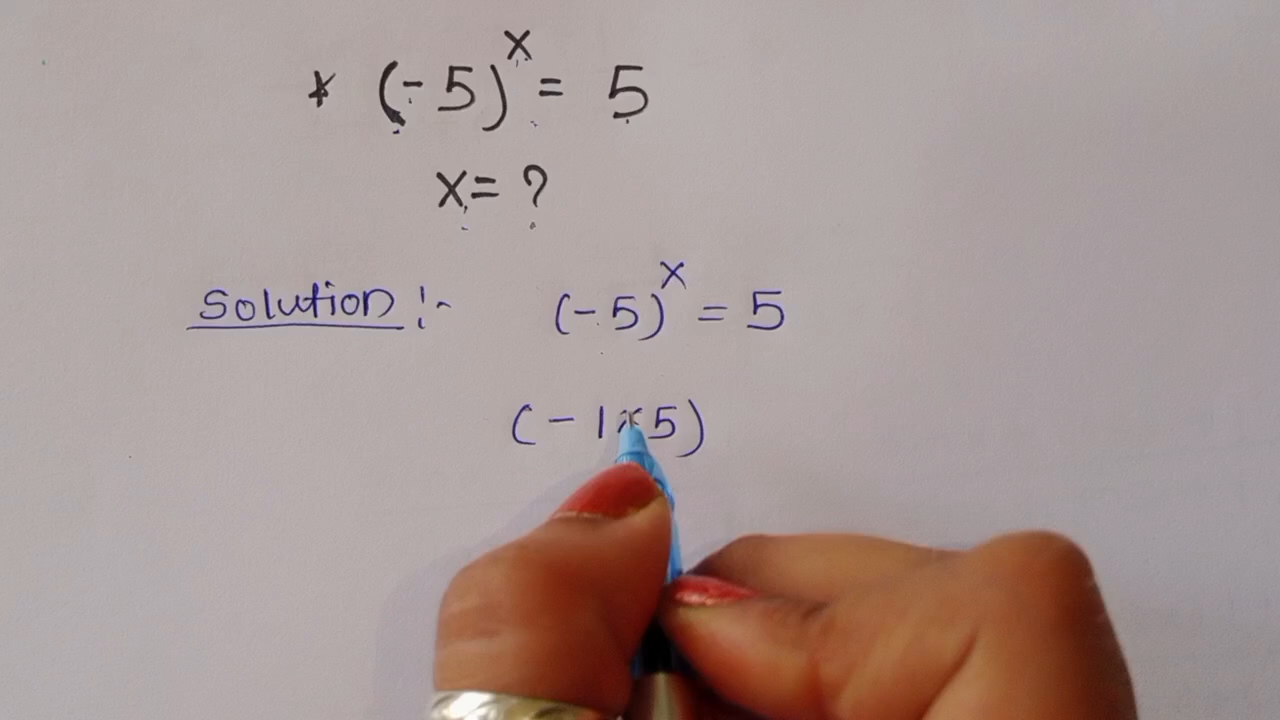 * (-5)^x = 5
x = ?
Solution :- (-5)^x = 5
(-1×5)